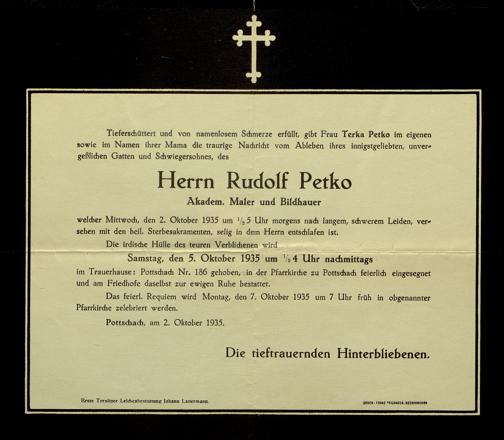 Tieferschüttert und von namenlosem Schmerze erfüllt, gibt Frau Terka Petko im eigenen
sowie im Namen ihrer Mama die traurige Nachricht vom Ableben ihres innigstgeliebten, unver-
geßlichen Gatten und Schwiegersohnes, des
Herrn Rudolf Petko
Akadem. Maler und Bildhauer
welcher Mittwoch, den 2. Oktober 1935 um 1/2 5 Uhr morgens nach langem, schwerem Leiden, ver-
sehen mit den heil. Sterbesakramenten, selig in dem Herrn entschlafen ist.
Die irdische Hülle des teuren Verblichenen wird
Samstag, den 5. Oktober 1935 um 1/2 4 Uhr nachmittags
im Trauerhause: Pottschach Nr. 186 gehoben, in der Pfarrkirche zu Pottschach feierlich eingesegnet
und am Friedhofe daselbst zur ewigen Ruhe bestattet.
Das feierl. Requiem wird Montag, den 7. Oktober 1935 um 7 Uhr früh in obgenannter
Pfarrkirche zelebriert werden.
Pottschach, am 2. Oktober 1935.
Die tieftrauernden Hinterbliebenen.
Erste Ternitzer Leichenbestattung Johann